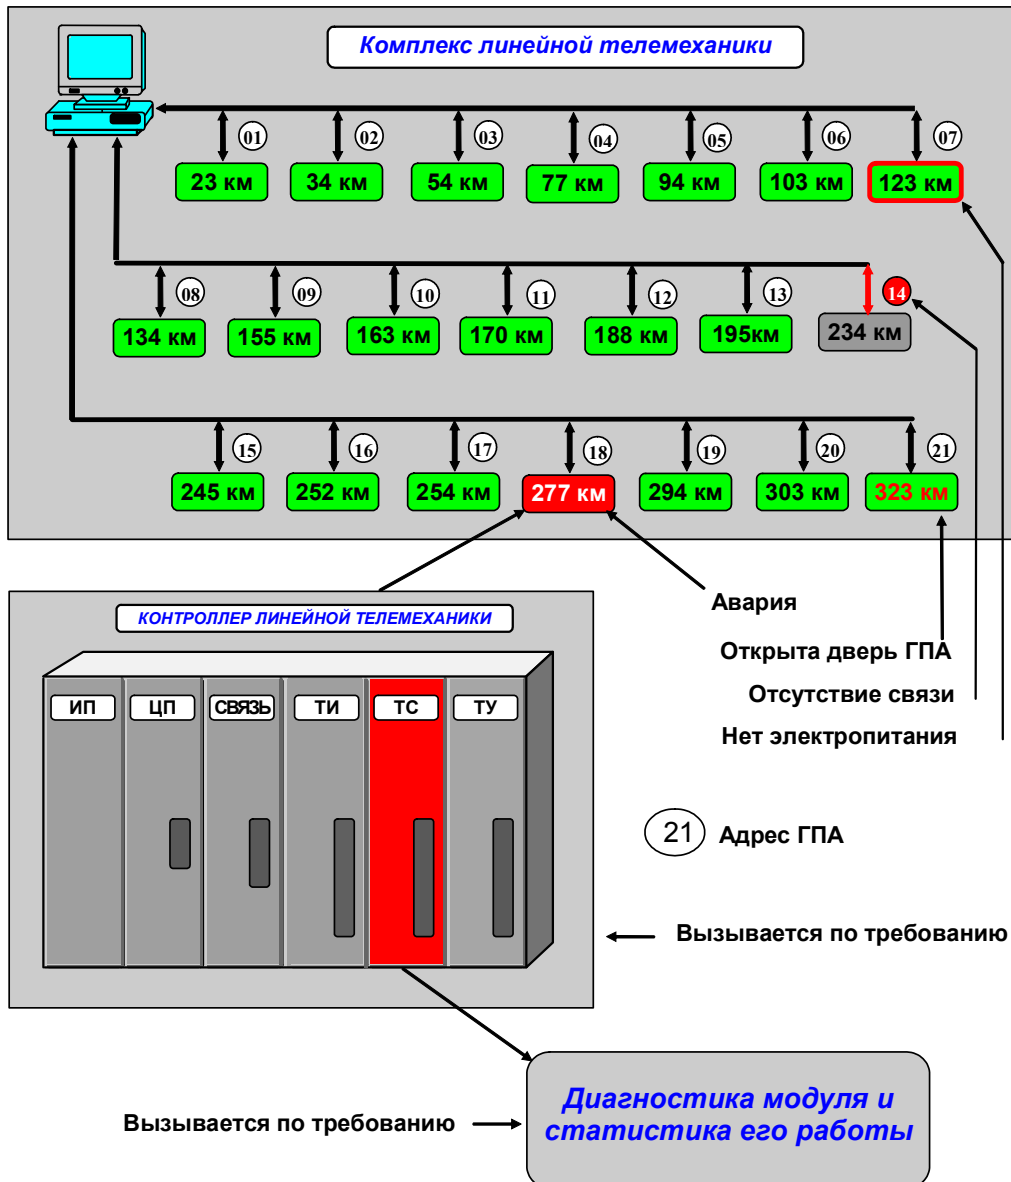 Комплекс линейной телемеханики
01 02 03 04 05 06 07
23 км 34 км 54 км 77 км 94 км 103 км 123 км
08 09 10 11 12 13 14
134 км 155 км 163 км 170 км 188 км 195км 234 км
15 16 17 18 19 20 21
245 км 252 км 254 км 277 км 294 км 303 км 323 км
Авария
Открыта дверь ГПА
Отсутствие связи
Нет электропитания
КОНТРОЛЛЕР ЛИНЕЙНОЙ ТЕЛЕМЕХАНИКИ
ИП ЦП СВЯЗЬ ТИ ТС ТУ
21 Адрес ГПА
Вызывается по требованию
Вызывается по требованию
Диагностика модуля и
статистика его работы